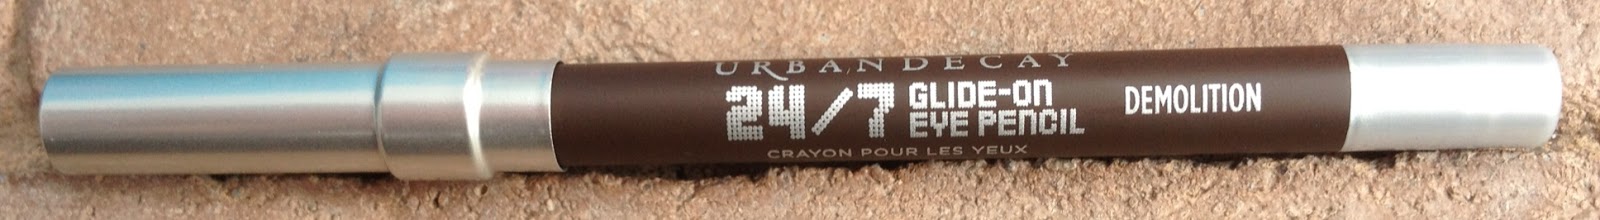 URBAN DECAY
24/7 GLIDE-ON
EYE PENCIL
DEMOLITION
CRAYON POUR LES YEUX